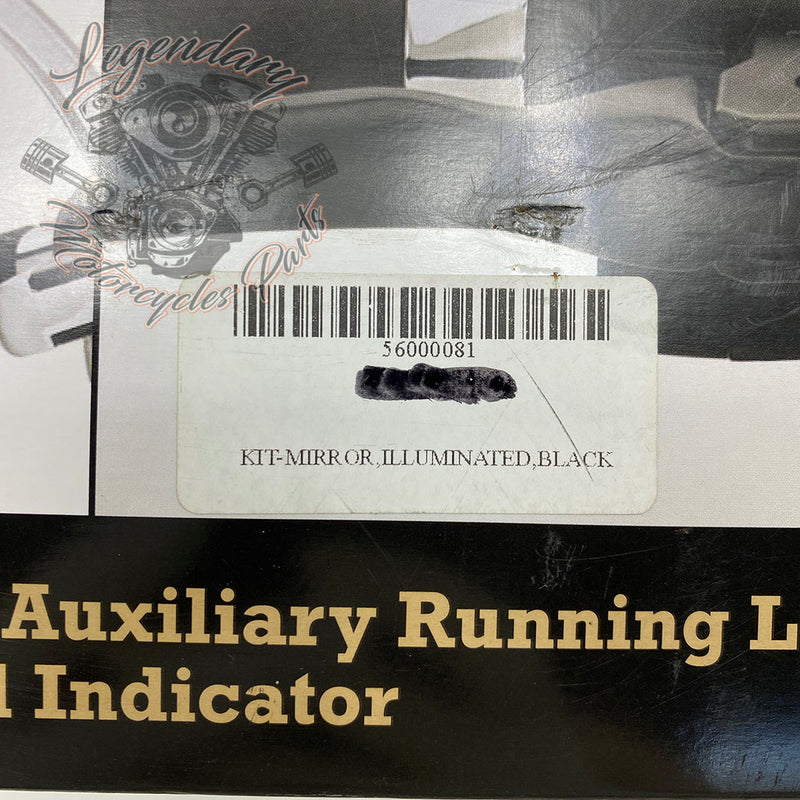 Legendary
Motorcycles Parts
56000081
KIT-MIRROR,ILLUMINATED,BLACK
Auxiliary Running L
Indicator